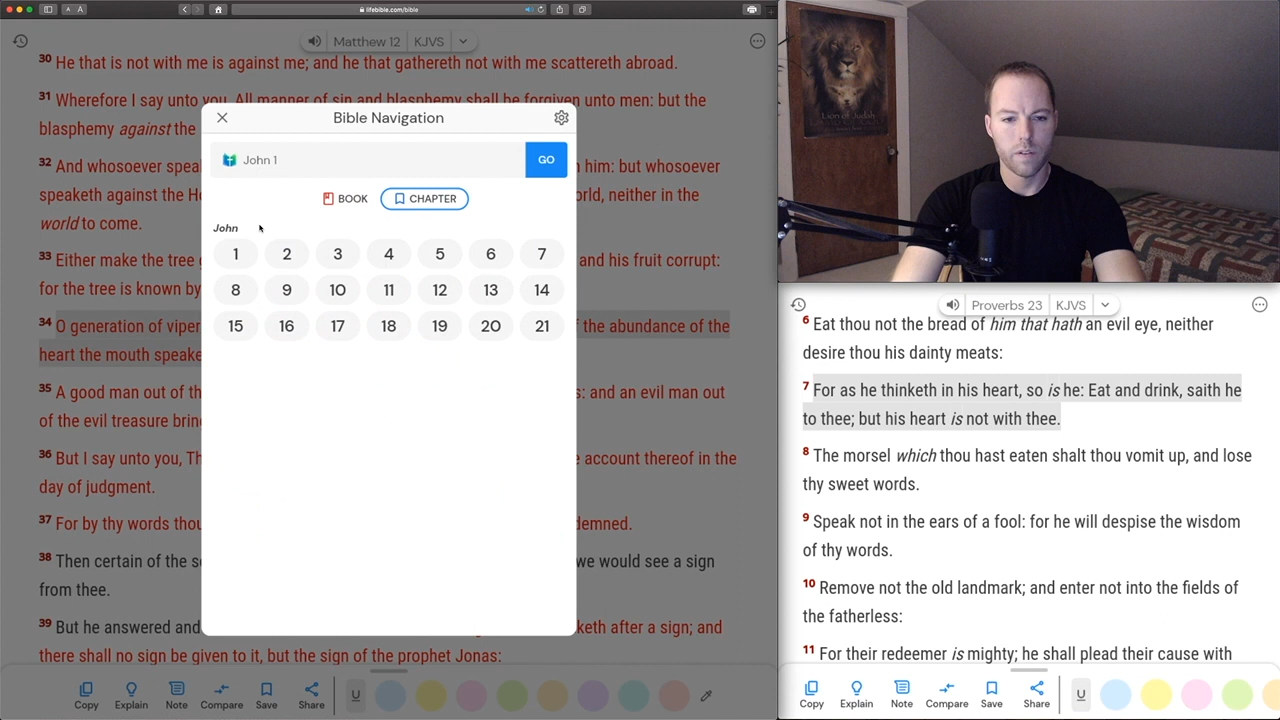 A A
lifebible.com/bible
Matthew 12 KJVS
30 He that is not with me is against me; and he that gathereth not with me scattereth abroad.
31 Wherefore I say unto you, All manner of sin and blasphemy shall be forgiven unto men: but the
blasphemy against the
32 And whosoever speak
him: but whosoever
speaketh against the Ho
orld, neither in the
world to come.
33 Either make the tree g
and his fruit corrupt:
for the tree is known by
34 O generation of viper
f the abundance of the
heart the mouth speake
35 A good man out of th
s: and an evil man out
of the evil treasure brin
36 But I say unto you, Th
e account thereof in the
day of judgment.
37 For by thy words thou
demned.
38 Then certain of the sc
we would see a sign
from thee.
39 But he answered and
keth after a sign; and
there shall no sign be given to it, but the sign of the prophet Jonas:
Bible Navigation
John 1
GO
BOOK CHAPTER
John
1 2 3 4 5 6 7
8 9 10 11 12 13 14
15 16 17 18 19 20 21
Copy Explain Note Compare Save Share U
Lion of Judah
Proverbs 23 KJVS
6 Eat thou not the bread of him that hath an evil eye, neither
desire thou his dainty meats:
7 For as he thinketh in his heart, so is he: Eat and drink, saith he
to thee; but his heart is not with thee.
8 The morsel which thou hast eaten shalt thou vomit up, and lose
thy sweet words.
9 Speak not in the ears of a fool: for he will despise the wisdom
of thy words.
10 Remove not the old landmark; and enter not into the fields of
the fatherless:
11 For their redeemer is mighty; he shall plead their cause with
Copy Explain Note Compare Save Share U